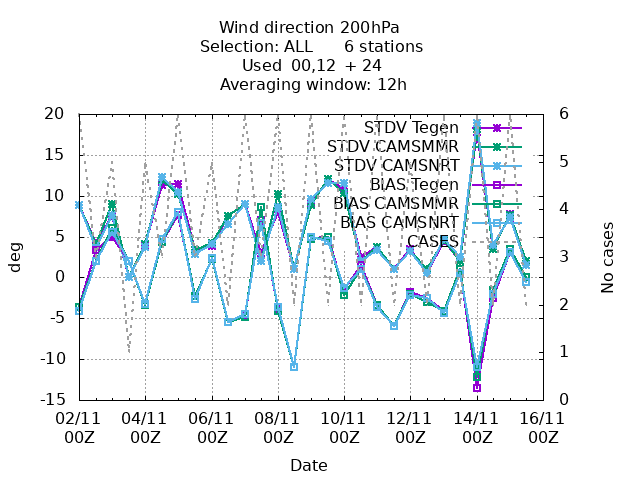 Wind direction 200hPa
Selection: ALL      6 stations
Used  00,12  + 24
Averaging window: 12h
STDV Tegen
STDV CAMSMMR
STDV CAMSNRT
BIAS Tegen
BIAS CAMSMMR
BIAS CAMSNRT
CASES
20
15
10
5
0
-5
-10
-15
deg
6
5
4
3
2
1
0
No cases
02/11 04/11 06/11 08/11 10/11 12/11 14/11 16/11
00Z 00Z 00Z 00Z 00Z 00Z 00Z 00Z
Date